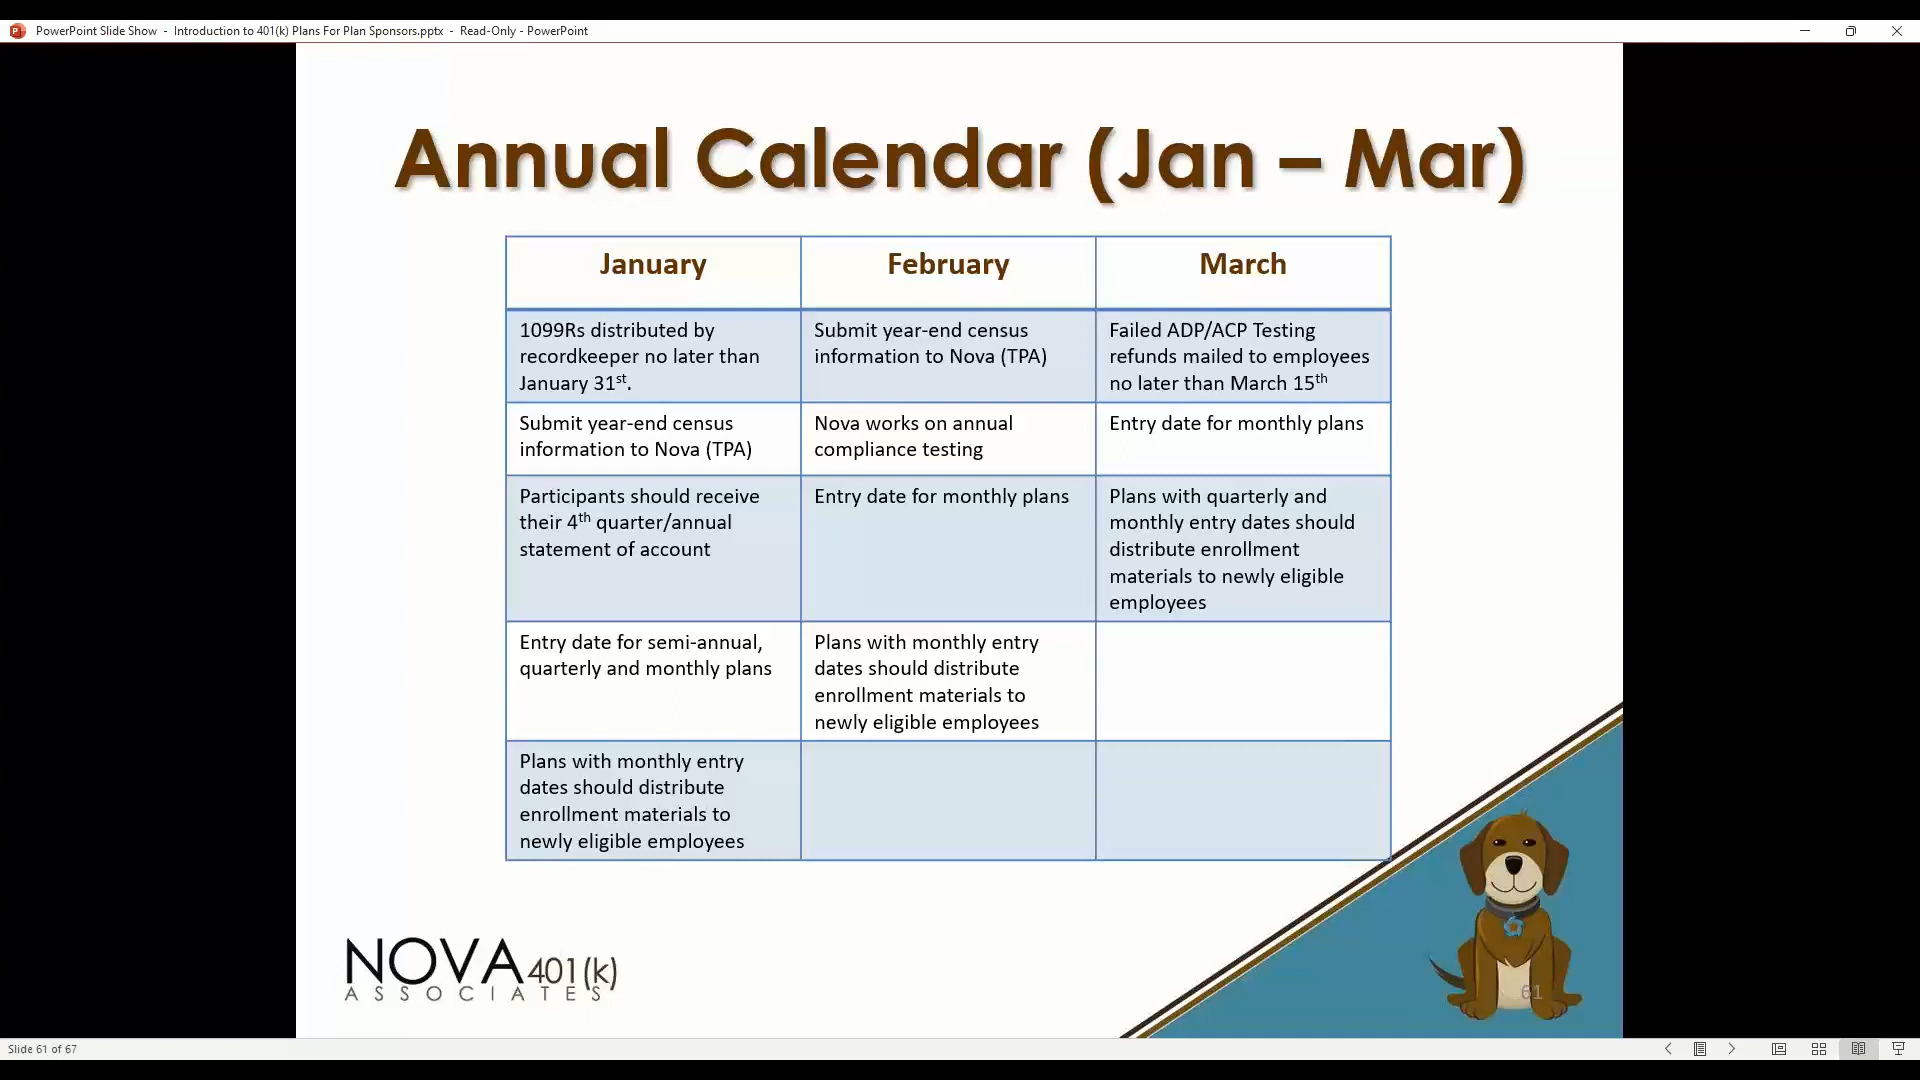 PowerPoint Slide Show - Introduction to 401(k) Plans For Plan Sponsors.pptx - Read-Only - PowerPoint
Annual Calendar (Jan – Mar)
January
February
March
1099Rs distributed by
recordkeeper no later than
January 31st.
Submit year-end census
information to Nova (TPA)
Failed ADP/ACP Testing
refunds mailed to employees
no later than March 15th
Submit year-end census
information to Nova (TPA)
Nova works on annual
compliance testing
Entry date for monthly plans
Participants should receive
their 4th quarter/annual
statement of account
Entry date for monthly plans
Plans with quarterly and
monthly entry dates should
distribute enrollment
materials to newly eligible
employees
Entry date for semi-annual,
quarterly and monthly plans
Plans with monthly entry
dates should distribute
enrollment materials to
newly eligible employees
Plans with monthly entry
dates should distribute
enrollment materials to
newly eligible employees
NOVA 401(k)
ASSOCIATES
61
Slide 61 of 67